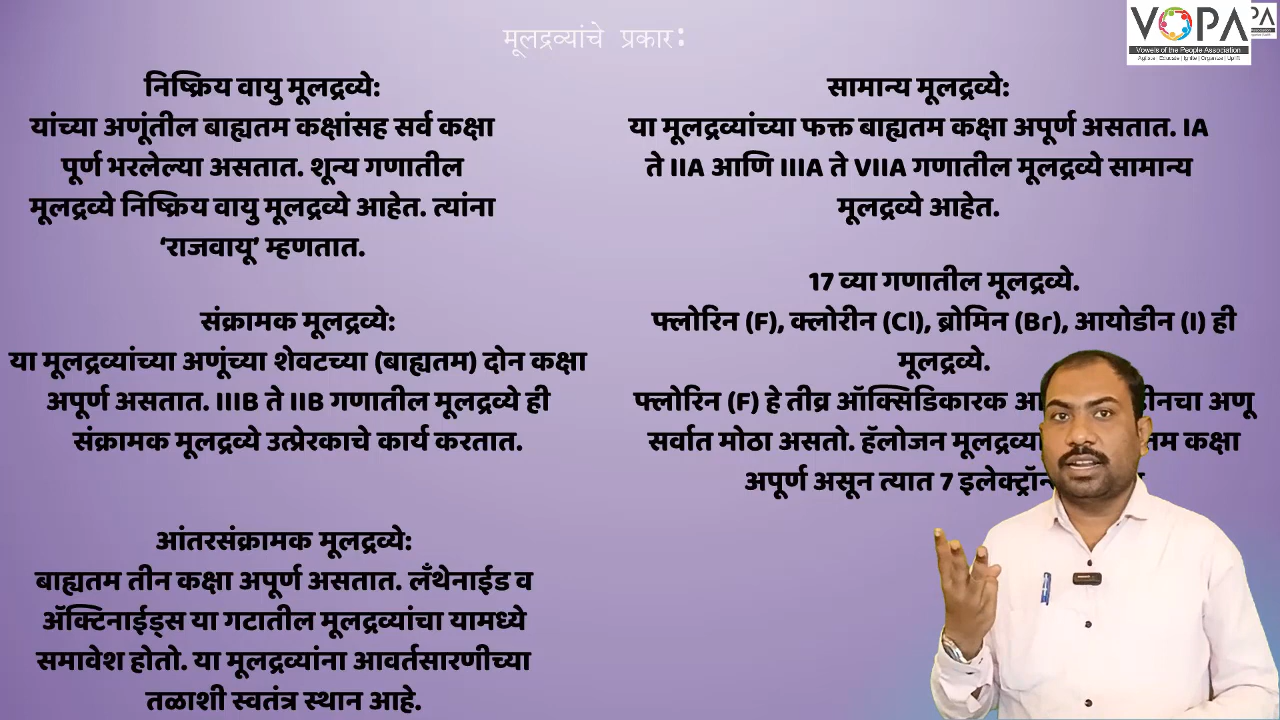 मूलद्रव्यांचे प्रकार:
VOPA
Vowels of the People Association
PA
निष्क्रिय वायु मूलद्रव्ये:
यांच्या अणूंतील बाह्यतम कक्षांसह सर्व कक्षा
पूर्ण भरलेल्या असतात. शून्य गणातील
मूलद्रव्ये निष्क्रिय वायु मूलद्रव्ये आहेत. त्यांना
‘राजवायू’ म्हणतात.
संक्रामक मूलद्रव्ये:
या मूलद्रव्यांच्या अणूंच्या शेवटच्या (बाह्यतम) दोन कक्षा
अपूर्ण असतात. IIIB ते IIB गणातील मूलद्रव्ये ही
संक्रामक मूलद्रव्ये उत्प्रेरकाचे कार्य करतात.
आंतरसंक्रामक मूलद्रव्ये:
बाह्यतम तीन कक्षा अपूर्ण असतात. लँथेनाईड व
ॲक्टिनाईड्स या गटातील मूलद्रव्यांचा यामध्ये
समावेश होतो. या मूलद्रव्यांना आवर्तसारणीच्या
तळाशी स्वतंत्र स्थान आहे.
सामान्य मूलद्रव्ये:
या मूलद्रव्यांच्या फक्त बाह्यतम कक्षा अपूर्ण असतात. IA
ते IIA आणि IIIA ते VIIA गणातील मूलद्रव्ये सामान्य
मूलद्रव्ये आहेत.
17 व्या गणातील मूलद्रव्ये.
फ्लोरिन (F), क्लोरीन (Cl), ब्रोमिन (Br), आयोडीन (I) ही
मूलद्रव्ये.
फ्लोरिन (F) हे तीव्र ऑक्सिडिकारक अणू
सर्वात मोठा असतो. हॅलोजन कक्षा
अपूर्ण असून त्यात 7